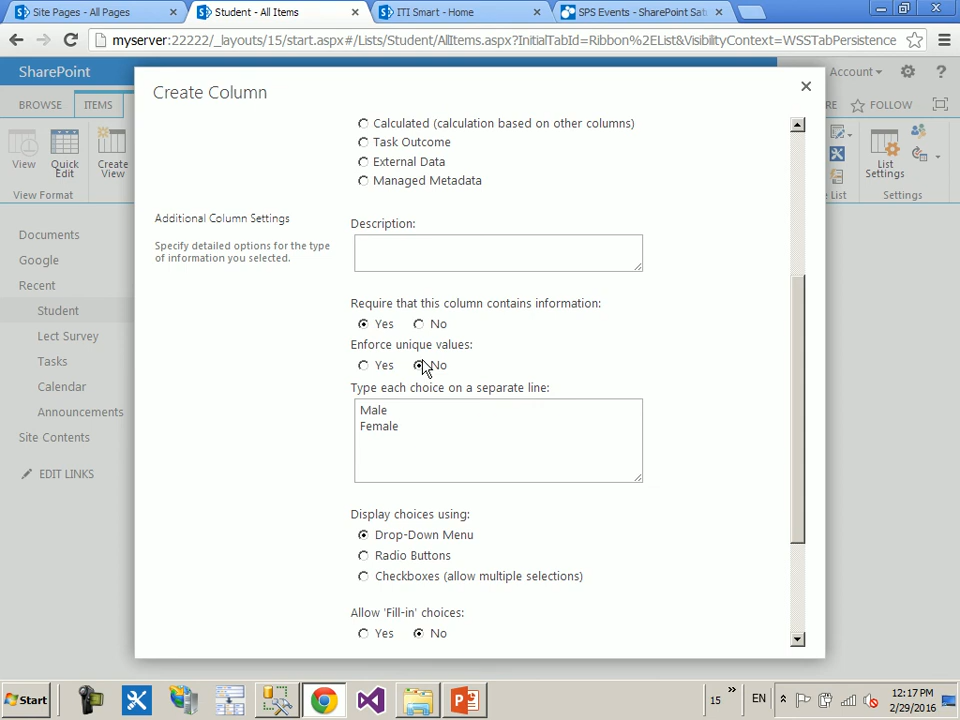 Site Pages - All Pages
Student - All Items
ITI Smart - Home
SPS Events - SharePoint Sat
myserver:22222/_layouts/15/start.aspx#/Lists/Student/AllItems.aspx?InitialTabId=Ribbon%2EList&VisibilityContext=WSSTabPersistence
SharePoint
Account
?
BROWSE
ITEMS
RE
FOLLOW
View
Quick Edit
Create View
View Format
List Settings
e List
Settings
Documents
Google
Recent
Student
Lect Survey
Tasks
Calendar
Announcements
Site Contents
EDIT LINKS
Create Column
Calculated (calculation based on other columns)
Task Outcome
External Data
Managed Metadata
Additional Column Settings
Specify detailed options for the type
of information you selected.
Description:
Require that this column contains information:
Yes No
Enforce unique values:
Yes No
Type each choice on a separate line:
Male
Female
Display choices using:
Drop-Down Menu
Radio Buttons
Checkboxes (allow multiple selections)
Allow 'Fill-in' choices:
Yes No
Start
15
EN
12:17 PM
2/29/2016